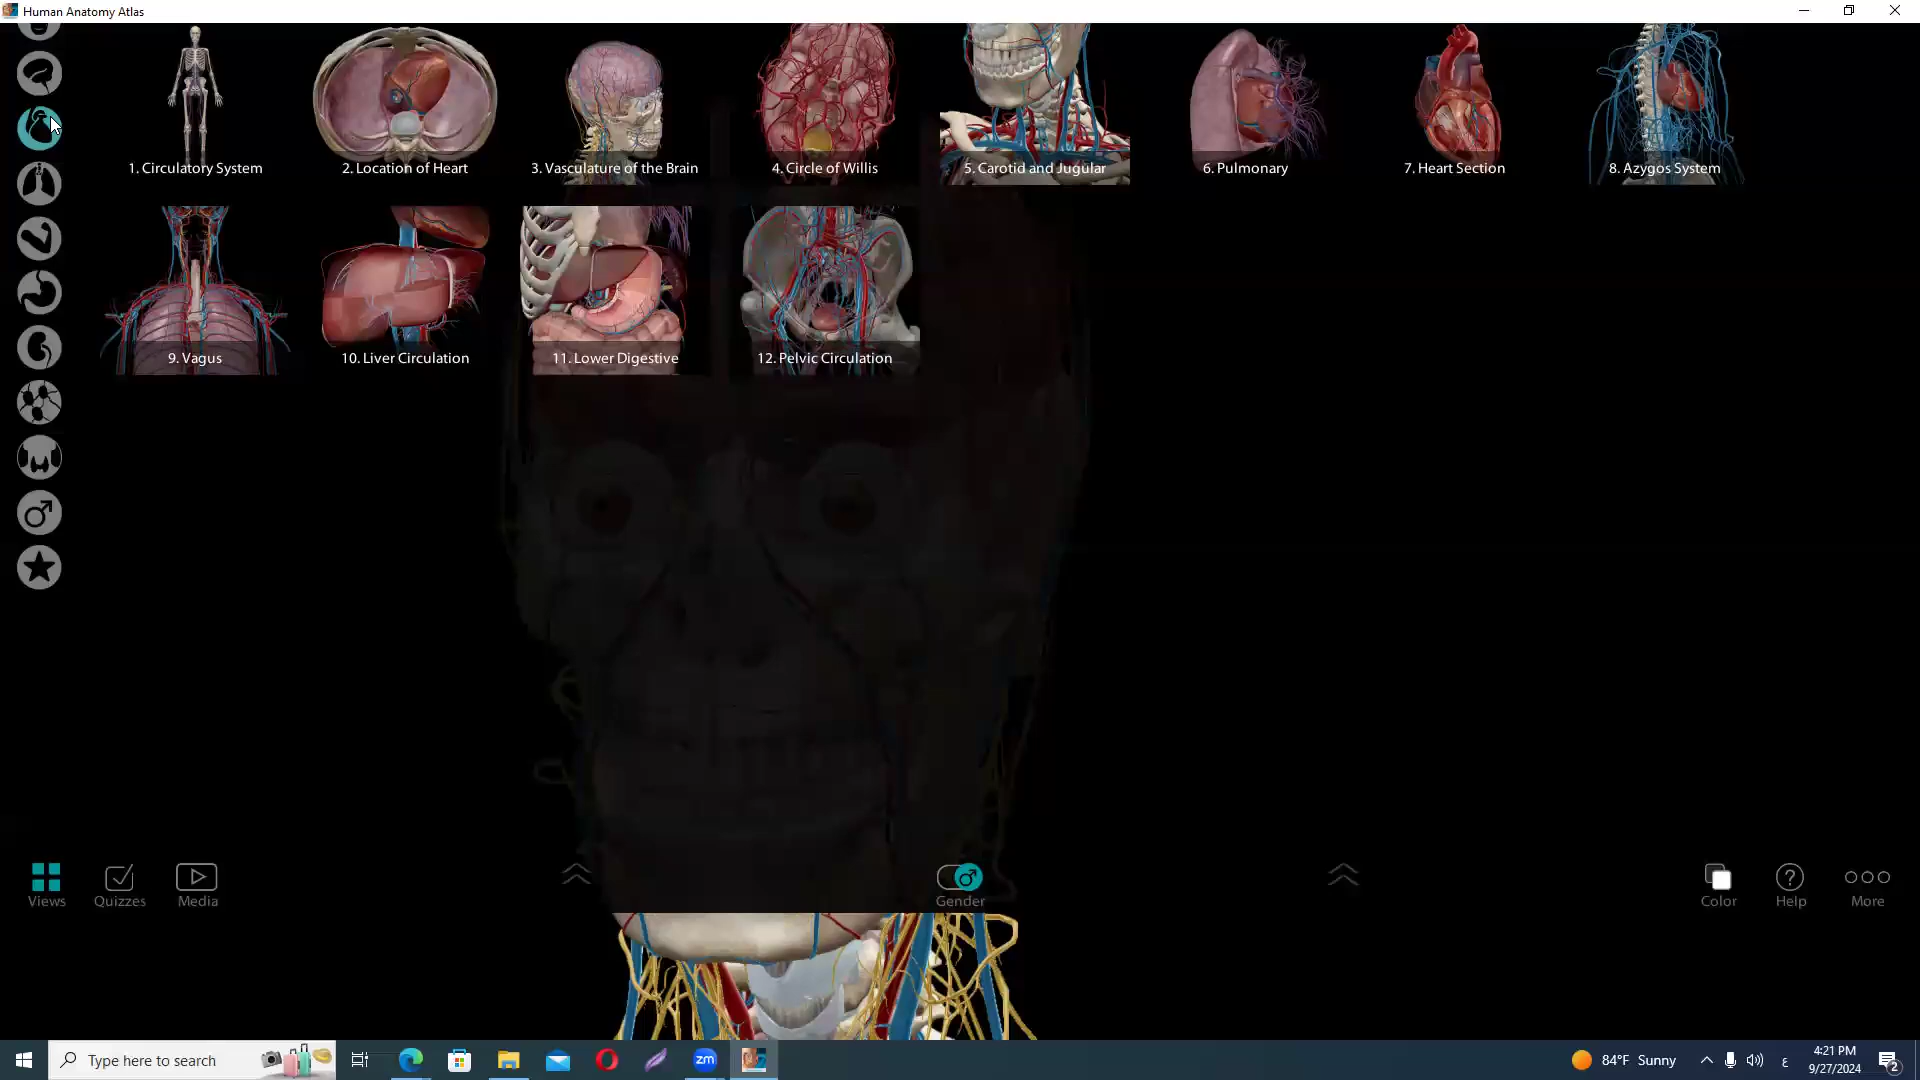 Human Anatomy Atlas
1. Circulatory System
2. Location of Heart
3. Vasculature of the Brain
4. Circle of Willis
5. Carotid and Jugular
6. Pulmonary
7. Heart Section
8. Azygos System
9. Vagus
10. Liver Circulation
11. Lower Digestive
12. Pelvic Circulation
Views
Quizzes
Media
Gender
Color
Help
More
Type here to search
zm
84°F Sunny
ع
4:21 PM
9/27/2024
2